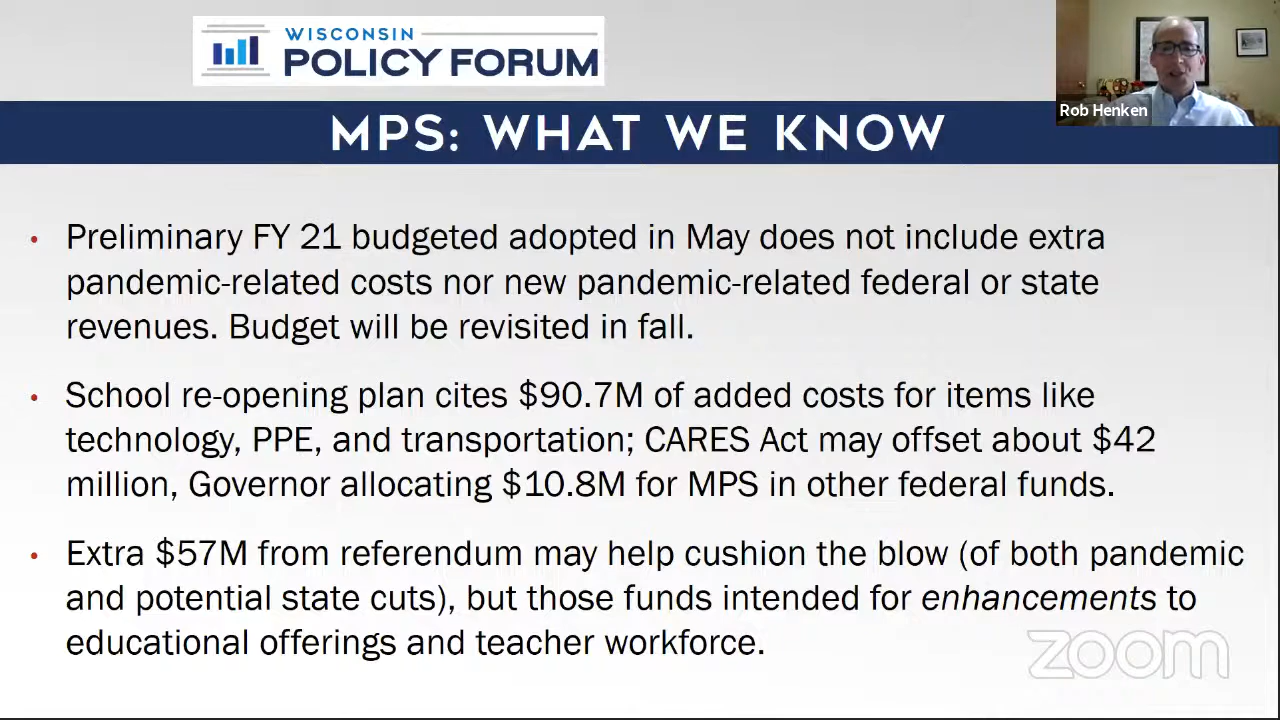 WISCONSIN
POLICY FORUM
Rob Henken
MPS: WHAT WE KNOW
• Preliminary FY 21 budgeted adopted in May does not include extra
pandemic-related costs nor new pandemic-related federal or state
revenues. Budget will be revisited in fall.
• School re-opening plan cites $90.7M of added costs for items like
technology, PPE, and transportation; CARES Act may offset about $42
million, Governor allocating $10.8M for MPS in other federal funds.
• Extra $57M from referendum may help cushion the blow (of both pandemic
and potential state cuts), but those funds intended for enhancements to
educational offerings and teacher workforce.
zoom